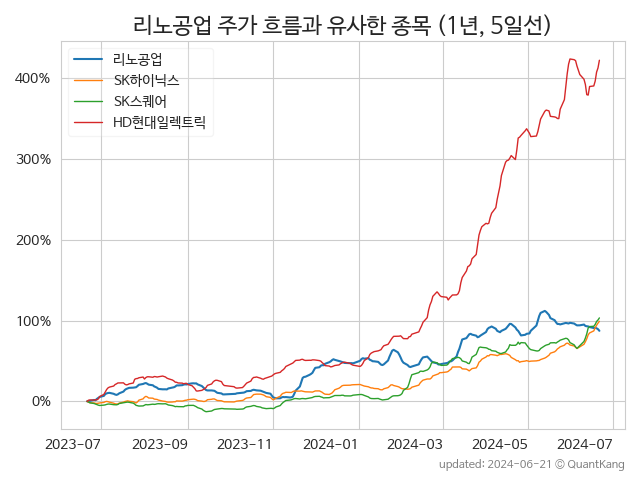 리노공업 주가 흐름과 유사한 종목 (1년, 5일선)
리노공업
SK하이닉스
SK스퀘어
HD현대일렉트릭
400%
300%
200%
100%
0%
2023-07 2023-09 2023-11 2024-01 2024-03 2024-05 2024-07
updated: 2024-06-21 © QuantKang